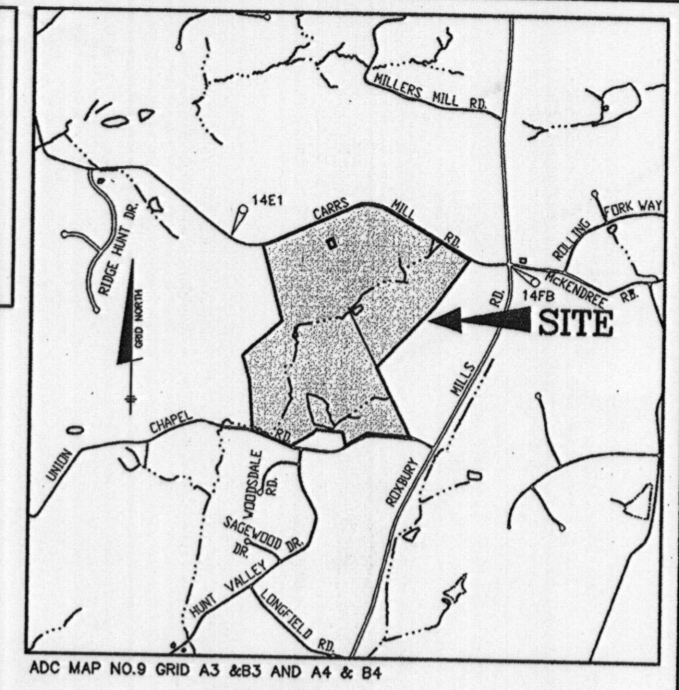 MILLERS MILL RD.
14E1
CARRS MILL RD.
RIDGE HUNT DR.
ROLLING FORK WAY
McKENDREE RD.
14FB
GRID NORTH
SITE
ROXBURY MILLS RD.
UNION CHAPEL RD.
WOODSDALE RD.
SAGEWOOD DR.
DR.
HUNT VALLEY
LONGFIELD RD.
ADC MAP NO.9 GRID A3 &B3 AND A4 & B4